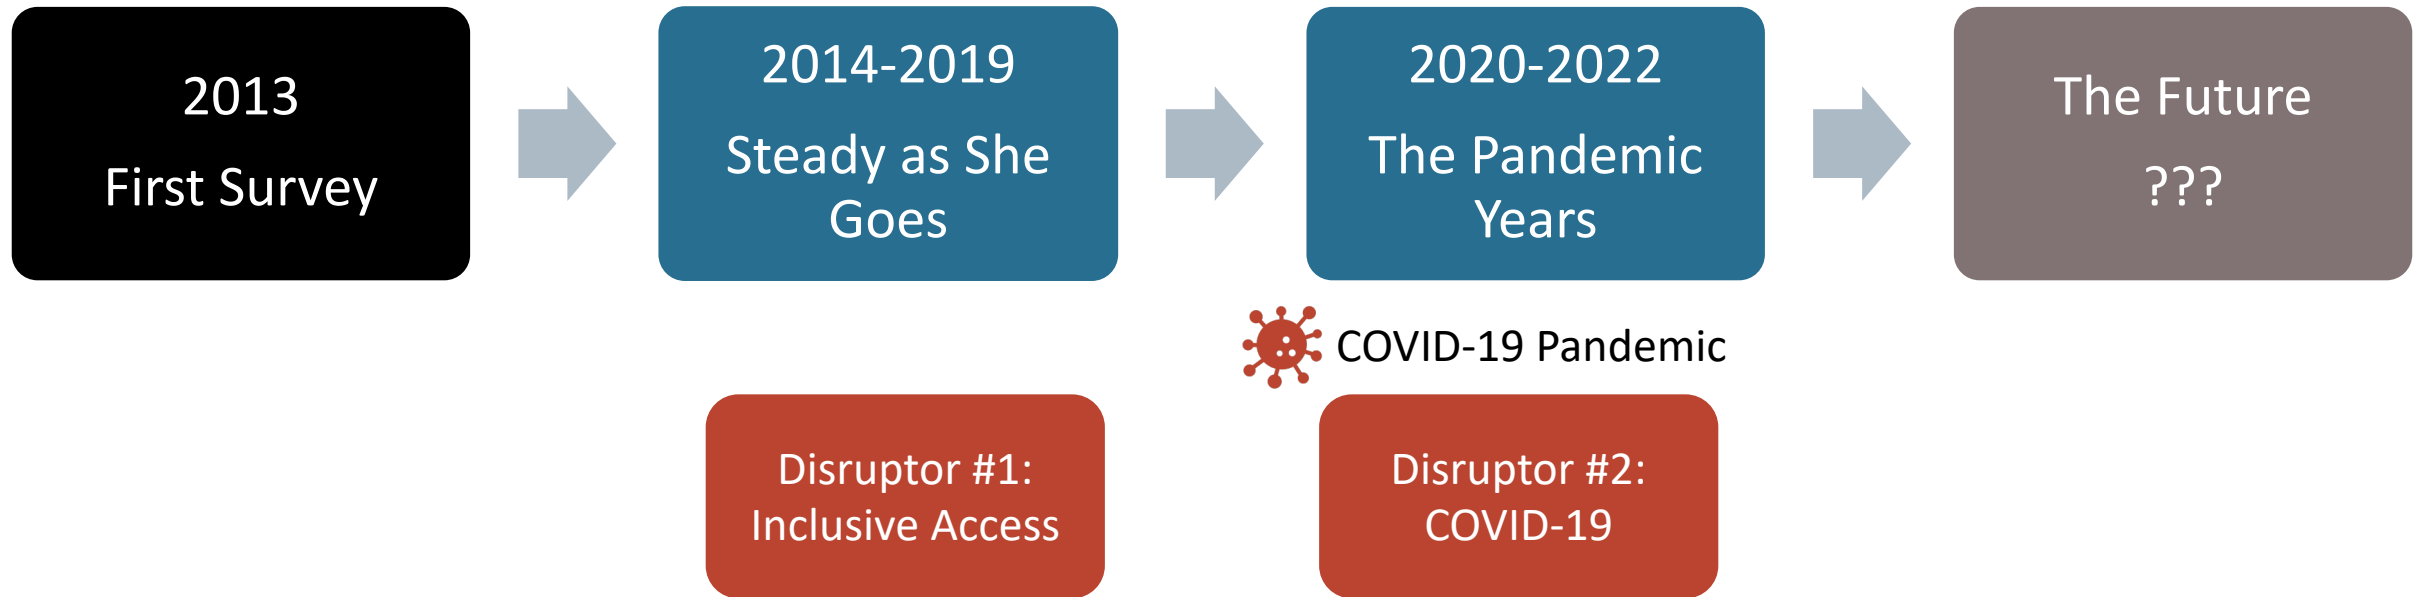 2013
First Survey
2014-2019
Steady as She
Goes
2020-2022
The Pandemic
Years
The Future
???
COVID-19 Pandemic
Disruptor #1:
Inclusive Access
Disruptor #2:
COVID-19